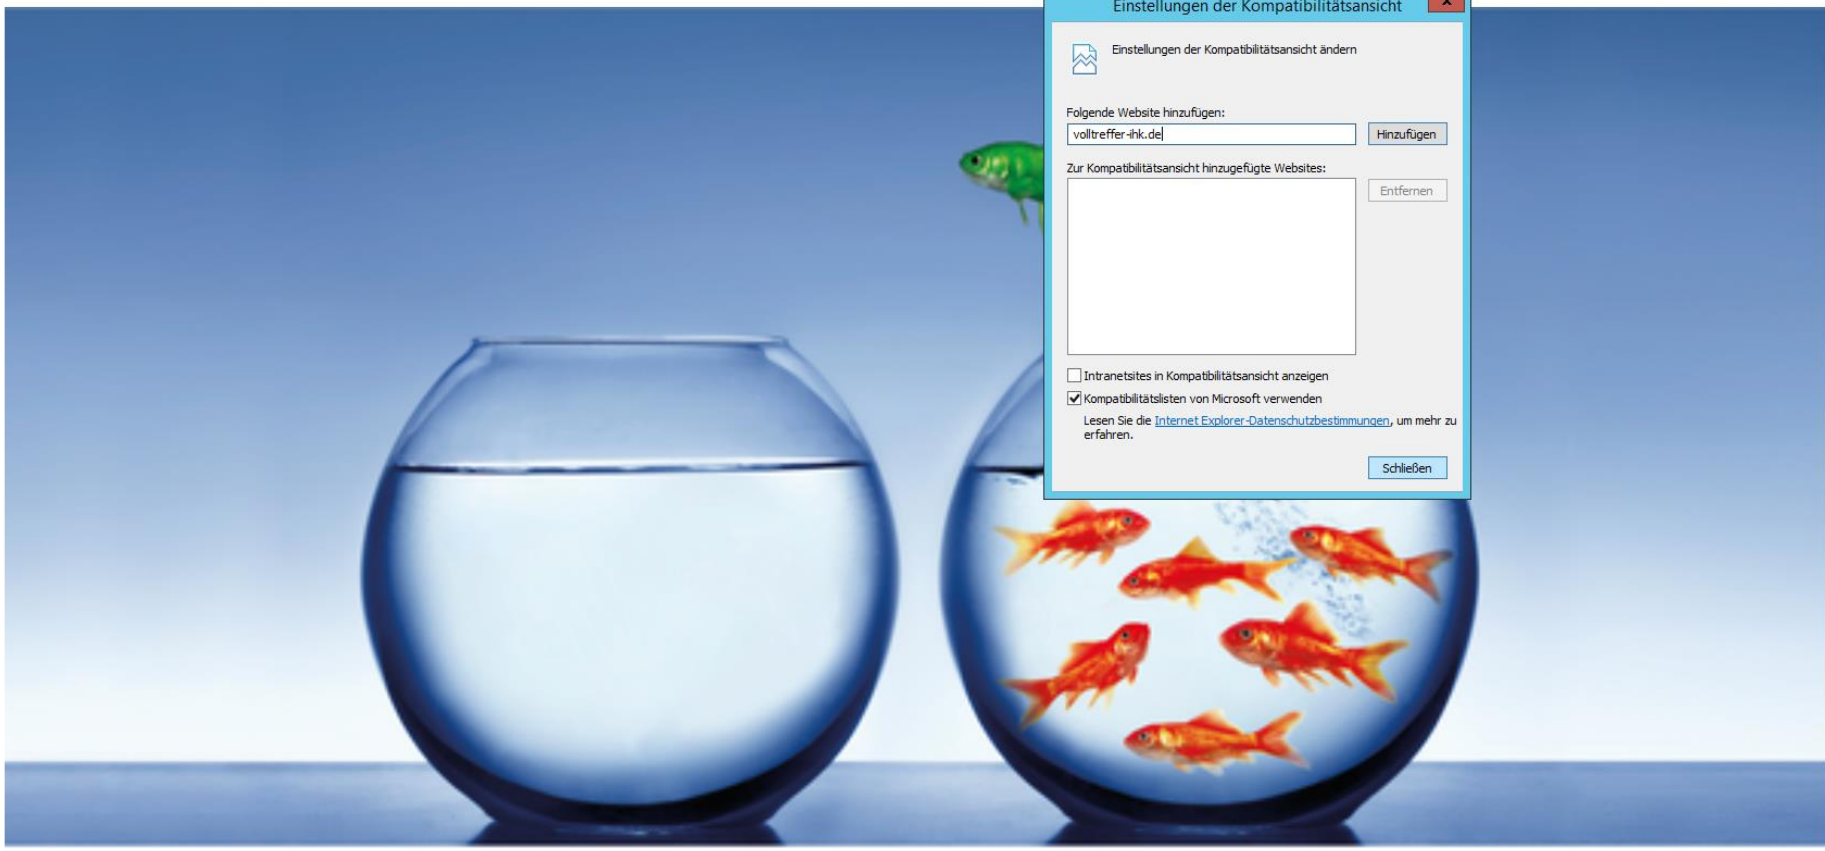 Einstellungen der Kompatibilitätsansicht
x
Einstellungen der Kompatibilitätsansicht ändern
Folgende Website hinzufügen:
volltreffer-ihk.de
Hinzufügen
Zur Kompatibilitätsansicht hinzugefügte Websites:
Entfernen
Intranetsites in Kompatibilitätsansicht anzeigen
Kompatibilitätslisten von Microsoft verwenden
Lesen Sie die Internet Explorer-Datenschutzbestimmungen, um mehr zu
erfahren.
Schließen